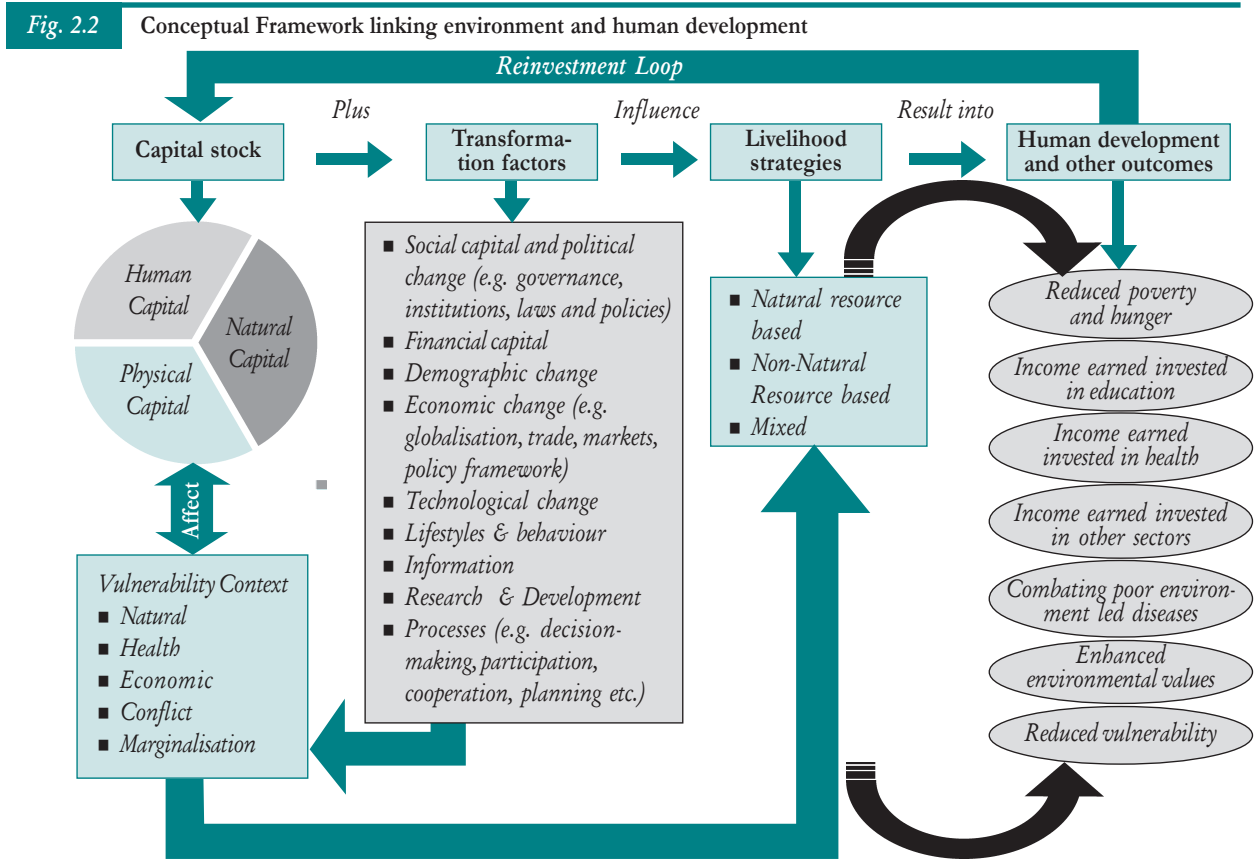 Fig. 2.2
Conceptual Framework linking environment and human development
Reinvestment Loop
Plus
Influence
Result into
Capital stock
Transforma-
tion factors
Livelihood
strategies
Human development
and other outcomes
Human
Capital
Natural
Capital
Physical
Capital
Affect
Vulnerability Context
■ Natural
■ Health
■ Economic
■ Conflict
■ Marginalisation
■ Social capital and political
change (e.g. governance,
institutions, laws and policies)
■ Financial capital
■ Demographic change
■ Economic change (e.g.
globalisation, trade, markets,
policy framework)
■ Technological change
■ Lifestyles & behaviour
■ Information
■ Research & Development
■ Processes (e.g. decision-
making, participation,
cooperation, planning etc.)
■ Natural resource
based
■ Non-Natural
Resource based
■ Mixed
Reduced poverty
and hunger
Income earned invested
in education
Income earned
invested in health
Income earned invested
in other sectors
Combating poor environ-
ment led diseases
Enhanced
environmental values
Reduced vulnerability